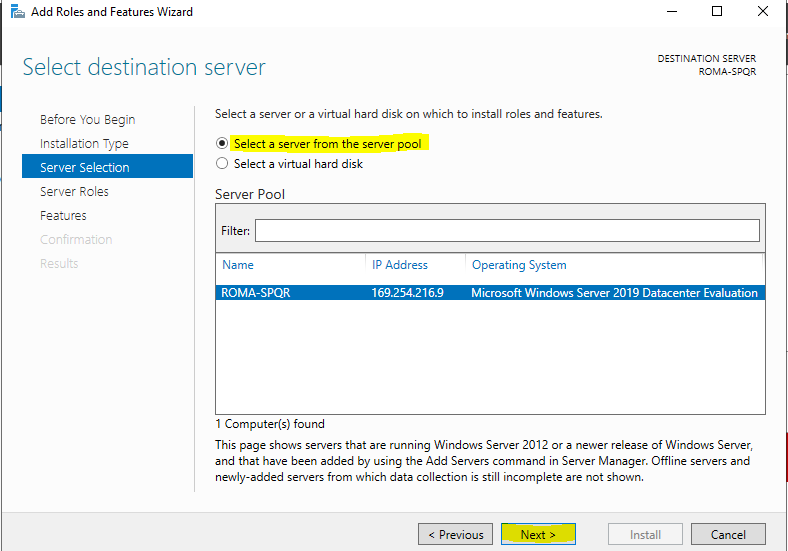 Add Roles and Features Wizard
Select destination server
DESTINATION SERVER
ROMA-SPQR
Before You Begin
Installation Type
Server Selection
Server Roles
Features
Confirmation
Results
Select a server or a virtual hard disk on which to install roles and features.
Select a server from the server pool
Select a virtual hard disk
Server Pool
Filter:
Name IP Address Operating System
ROMA-SPQR 169.254.216.9 Microsoft Windows Server 2019 Datacenter Evaluation
1 Computer(s) found
This page shows servers that are running Windows Server 2012 or a newer release of Windows Server,
and that have been added by using the Add Servers command in Server Manager. Offline servers and
newly-added servers from which data collection is still incomplete are not shown.
< Previous Next > Install Cancel